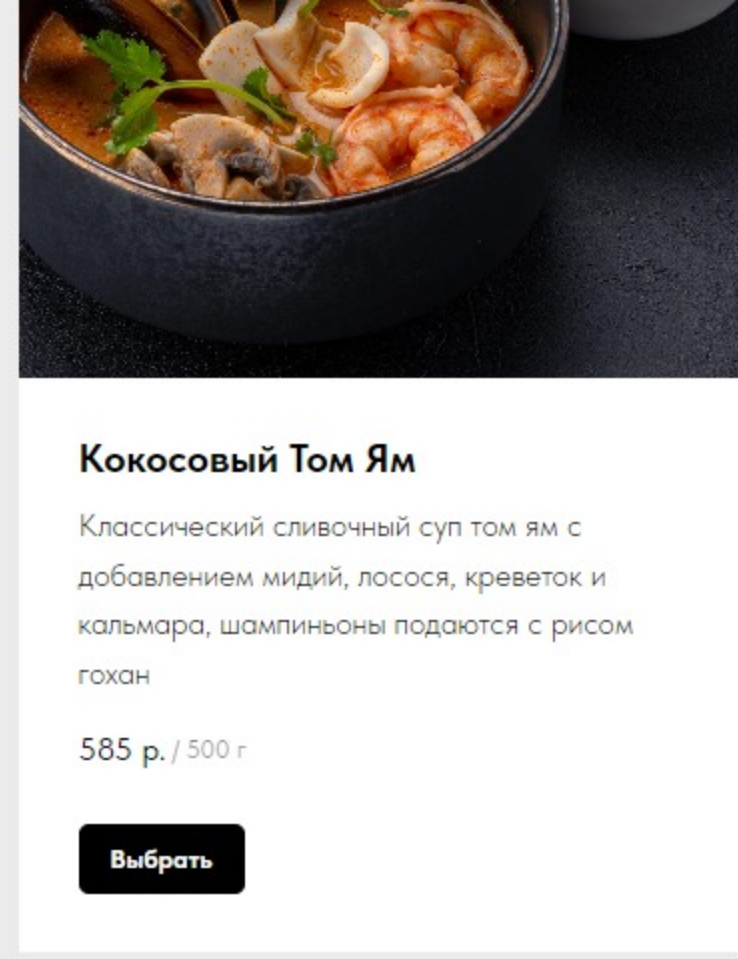 Кокосовый Том Ям
Классический сливочный суп том ям с
добавлением мидий, лосося, креветок и
кальмара, шампиньоны подаются с рисом
гохан
585 р. / 500 г
Выбрать